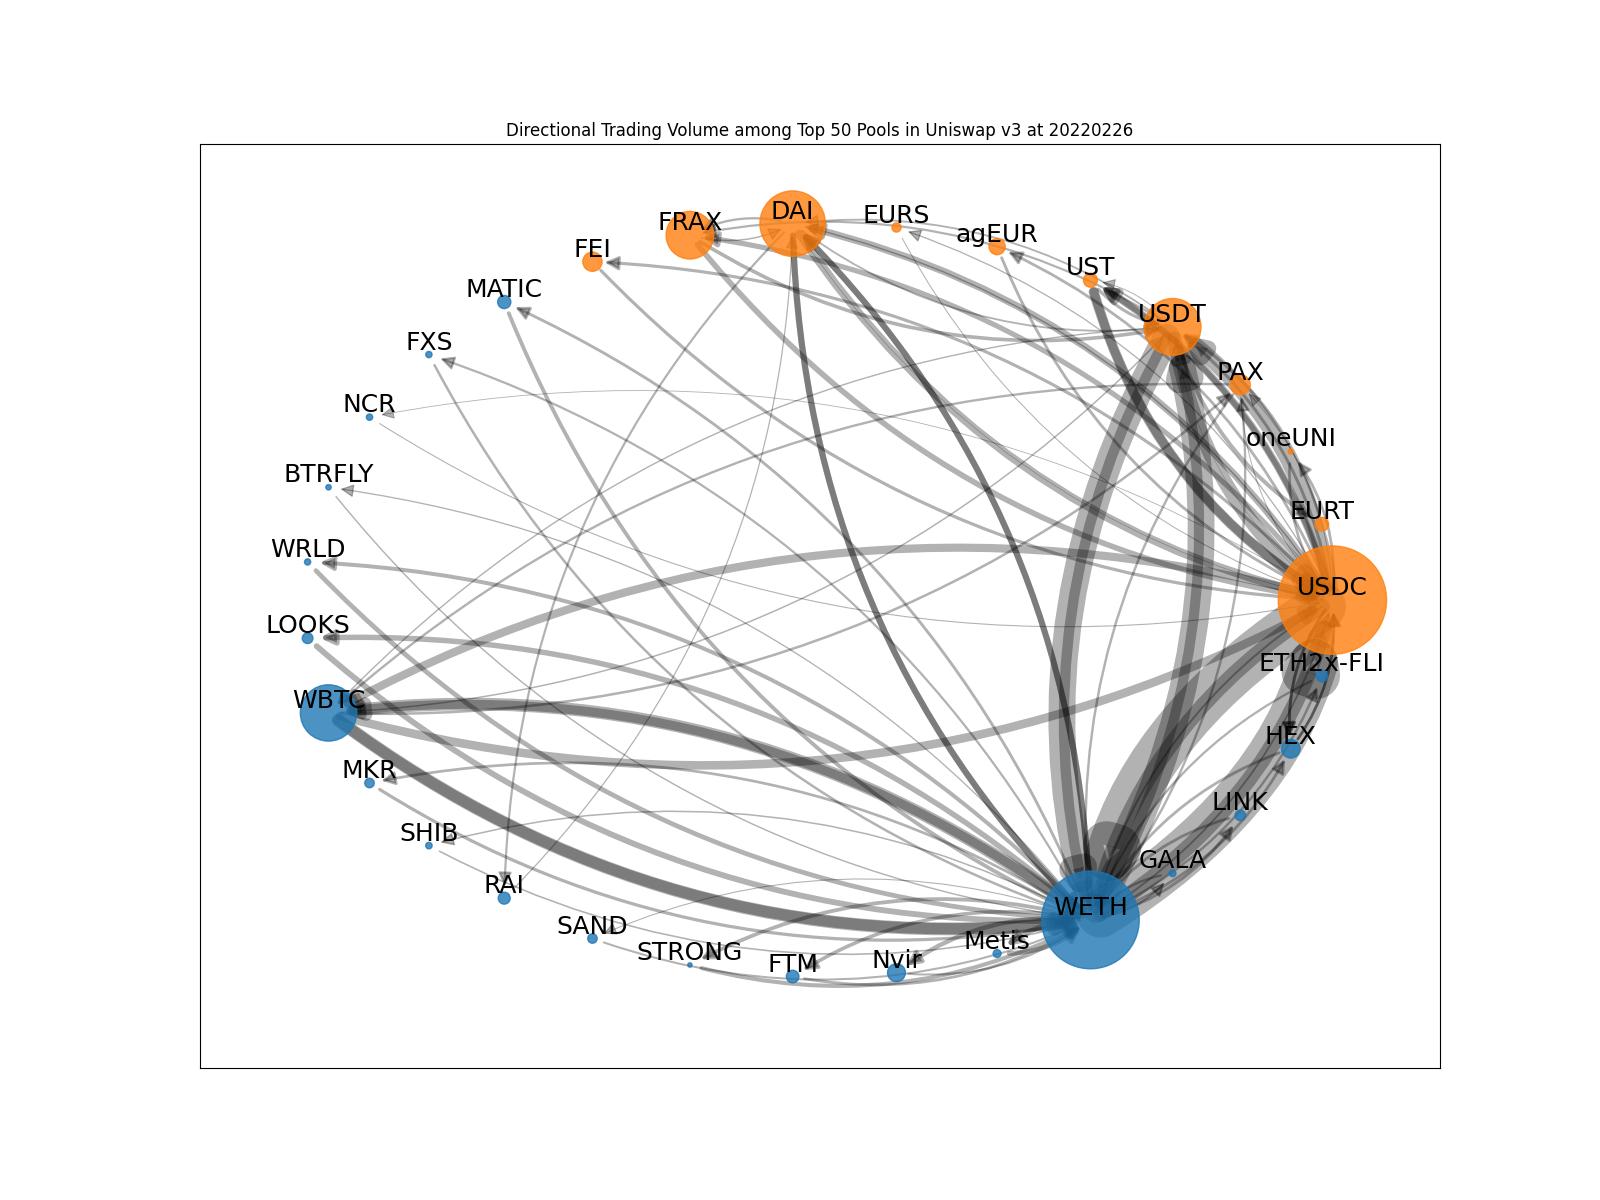 Directional Trading Volume among Top 50 Pools in Uniswap v3 at 20220226
DAI
EURS
FRAX
agEUR
FEI
UST
MATIC
USDT
FXS
PAX
NCR
oneUNI
BTRFLY
EURT
WRLD
USDC
LOOKS
ETH2x-FLI
WBTC
HEX
MKR
LINK
SHIB
GALA
RAI
WETH
SAND
Metis
STRONG
Nvir
FTM